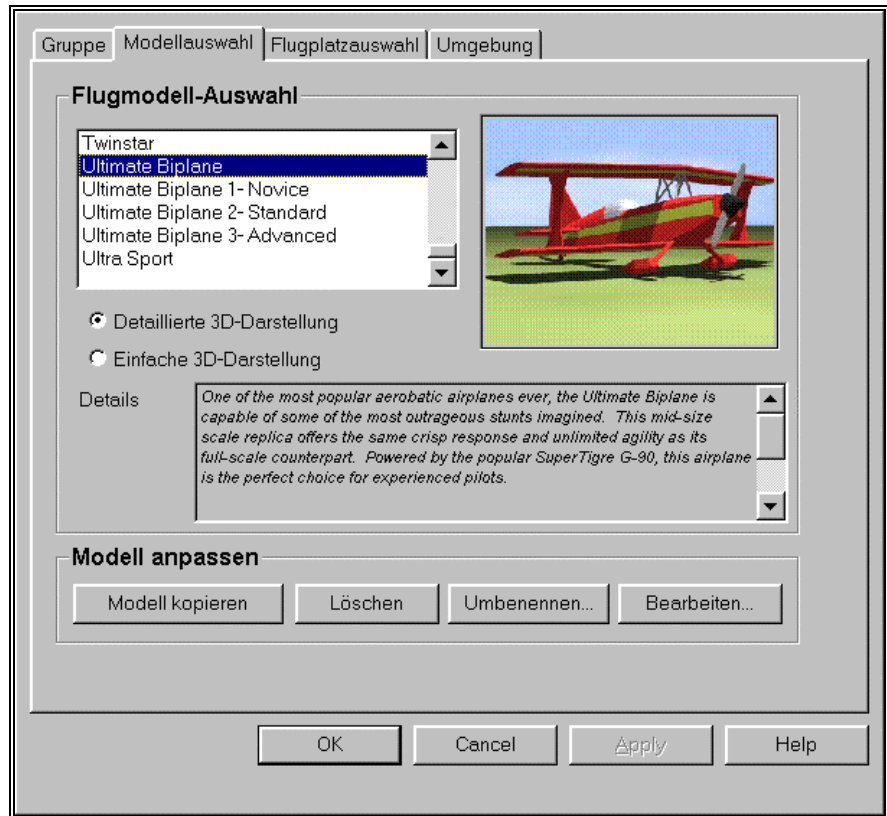 Gruppe Modellauswahl Flugplatzauswahl Umgebung
Flugmodell-Auswahl
Twinstar
Ultimate Biplane
Ultimate Biplane 1- Novice
Ultimate Biplane 2- Standard
Ultimate Biplane 3- Advanced
Ultra Sport
Detaillierte 3D-Darstellung
Einfache 3D-Darstellung
Details
One of the most popular aerobatic airplanes ever, the Ultimate Biplane is
capable of some of the most outrageous stunts imagined. This mid-size
scale replica offers the same crisp response and unlimited agility as its
full-scale counterpart. Powered by the popular SuperTigre G-90, this airplane
is the perfect choice for experienced pilots.
Modell anpassen
Modell kopieren Löschen Umbenennen... Bearbeiten...
OK Cancel Apply Help